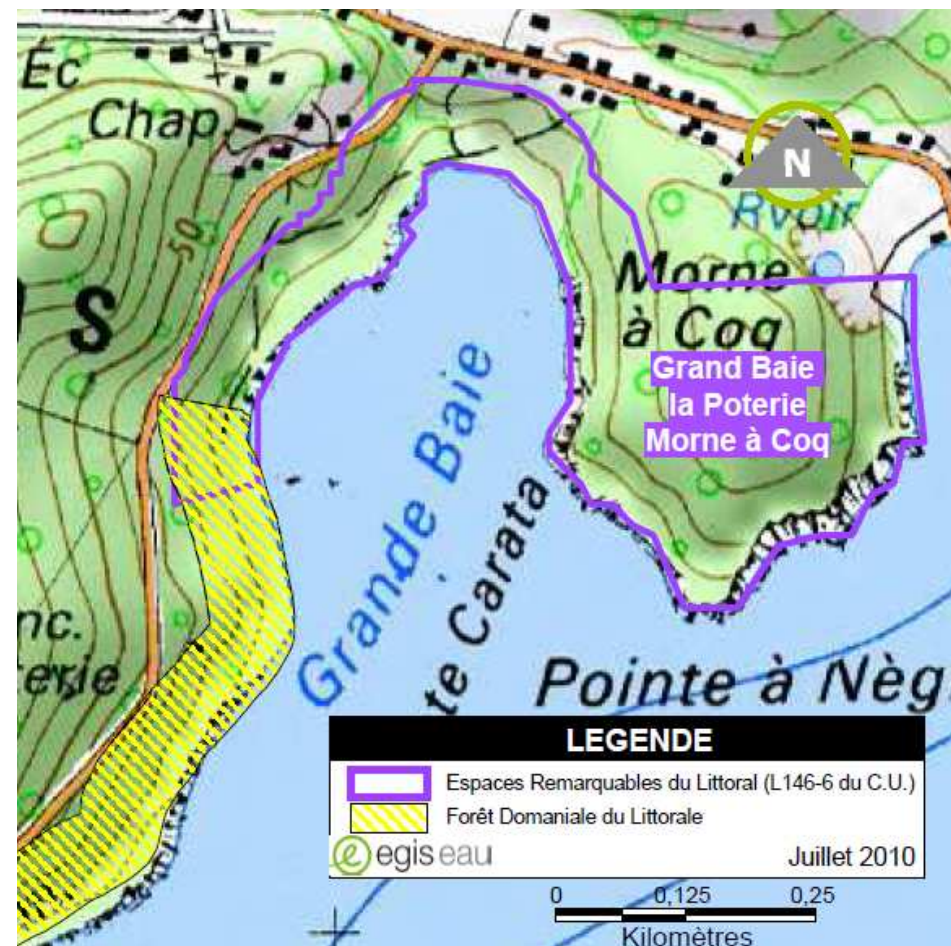 Éc
Chap.
N
50
Rvoir
S
Morne
à Coq
Grand Baie
la Poterie
Morne à Coq
Grande Baie
te Carata
nc.
erie
Pointe à Nèg
LEGENDE
Espaces Remarquables du Littoral (L146-6 du C.U.)
Forêt Domaniale du Littorale
e egis eau
Juillet 2010
0 0,125 0,25
Kilomètres